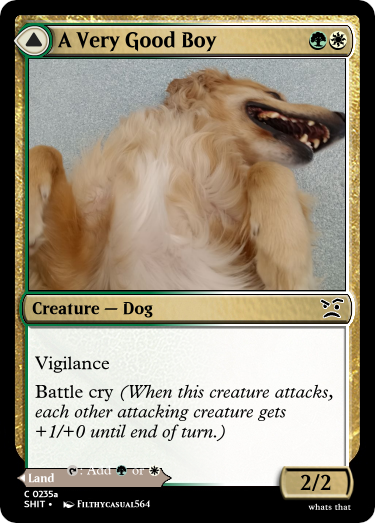 A Very Good Boy
Creature — Dog
Vigilance
Battle cry (When this creature attacks,
each other attacking creature gets
+1/+0 until end of turn.)
: Add or
Land
2/2
C 0235a
SHIT • Filthycasual564
whats that